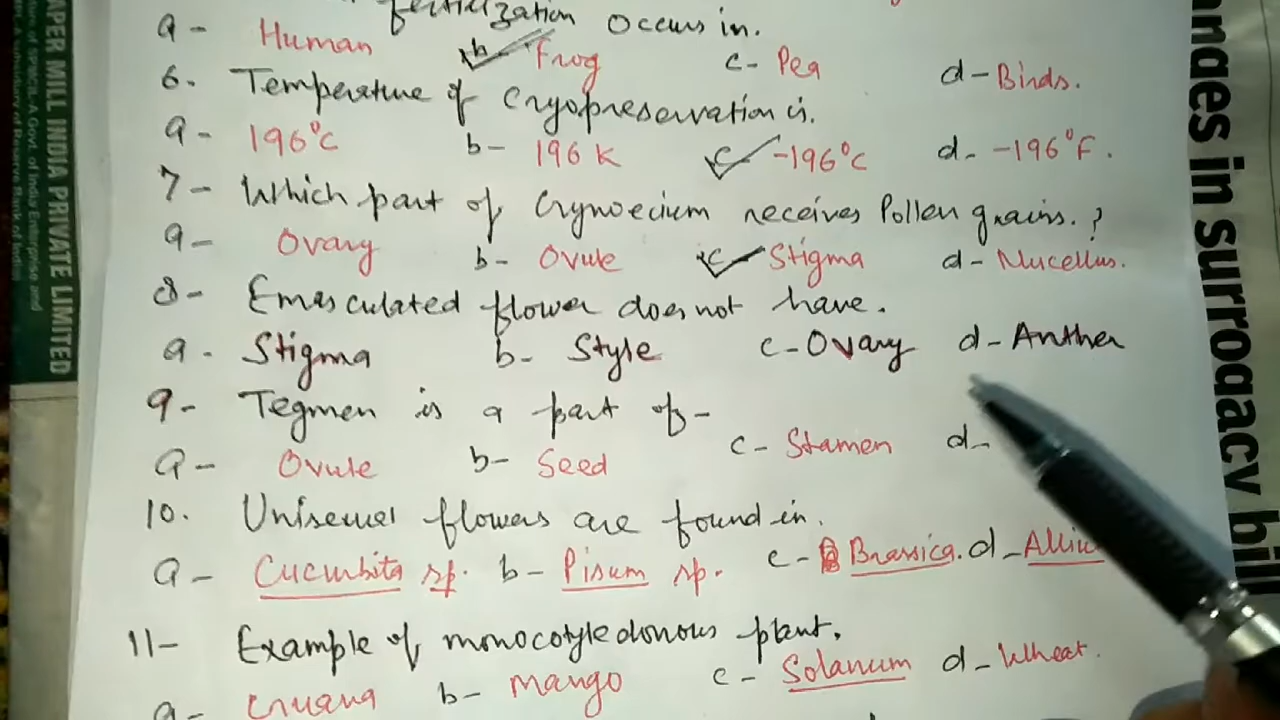 fertilization Occurs in.
a- Human b- Frog c- Pea d- Birds.
6. Temperature of Cryopreservation is.
a- 196°C b- 196 K c- -196°C d- -196°F.
7- Which part of Gynoecium receives Pollen grains.?
a- Ovary b- Ovule c- Stigma d- Nucellus.
8- Emasculated flower does not have.
a- Stigma b- Style c- Ovary d- Anther
9- Tegmen is a part of-
a- Ovule b- Seed c- Stamen d-
10. Unisexual flowers are found in.
a- Cucurbita sp. b- Pisum sp. c- Brassica. d- Allium
11- Example of monocotyledonous plant.
a- Guava b- Mango c- Solanum d- Wheat.
APER MILL INDIA PRIVATE LIMITED
anges in surrogacy bill